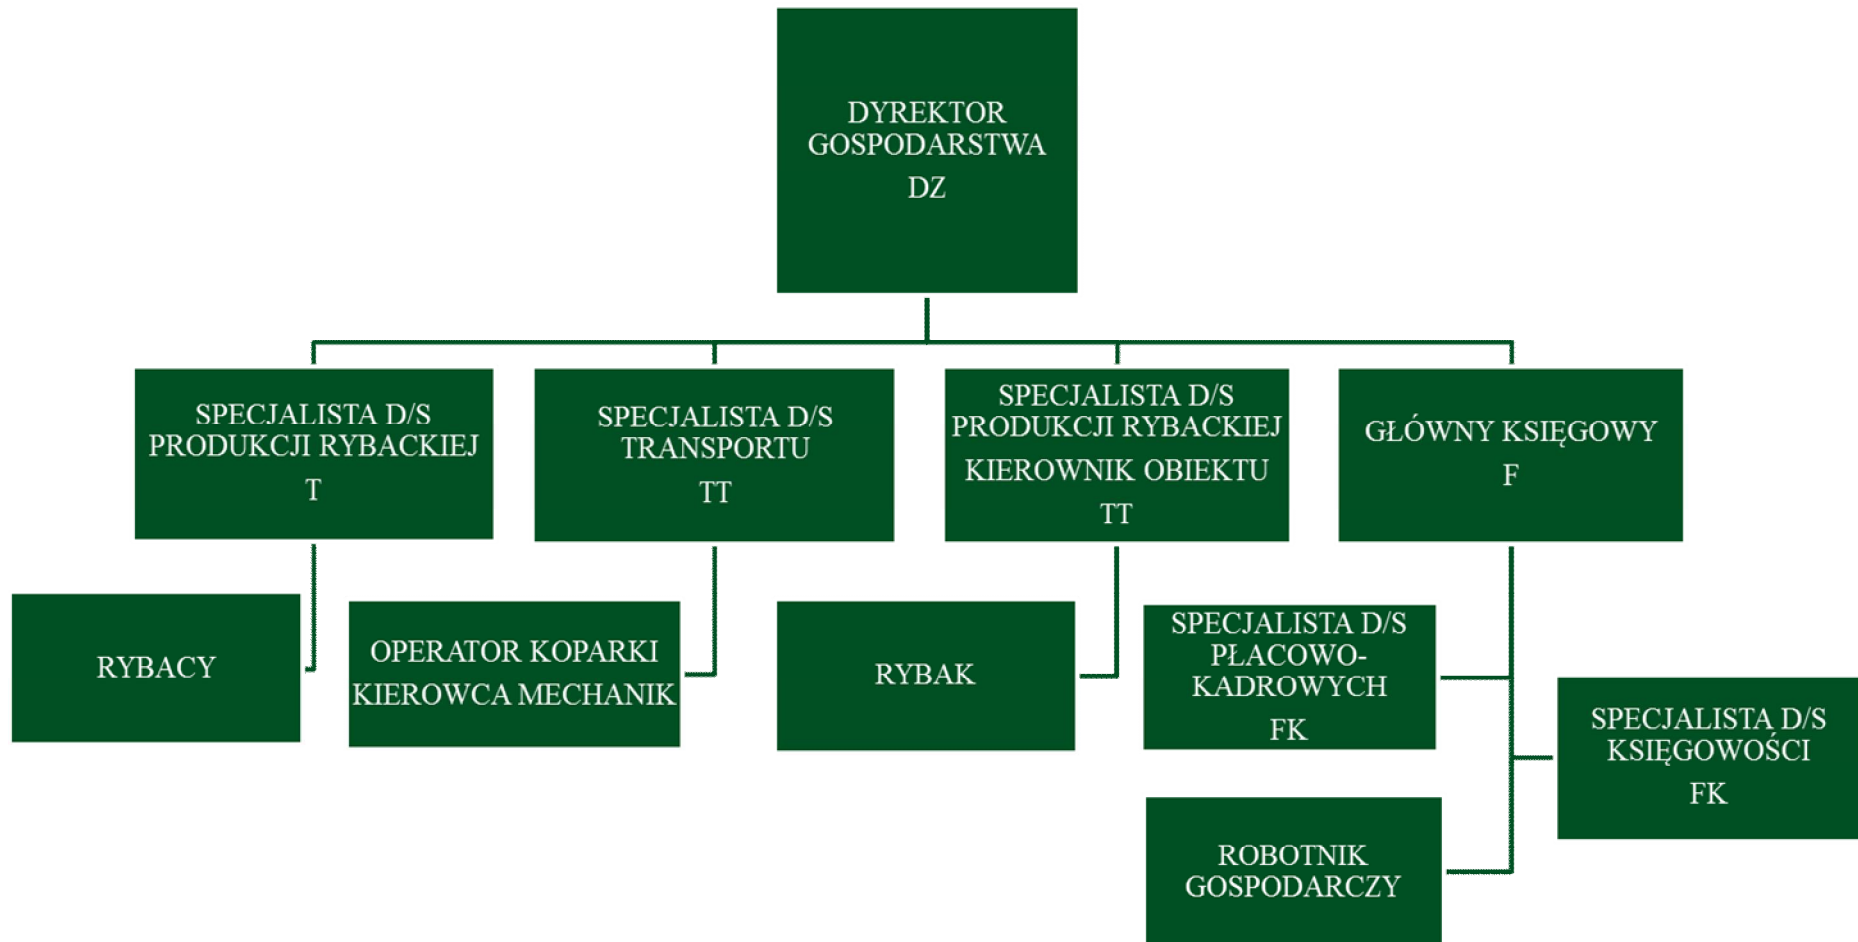 DYREKTOR
GOSPODARSTWA
DZ
SPECJALISTA D/S
PRODUKCJI RYBACKIEJ
T
SPECJALISTA D/S
TRANSPORTU
TT
SPECJALISTA D/S
PRODUKCJI RYBACKIEJ
KIEROWNIK OBIEKTU
TT
GŁÓWNY KSIĘGOWY
F
RYBACY
OPERATOR KOPARKI
KIEROWCA MECHANIK
RYBAK
SPECJALISTA D/S
PŁACOWO-
KADROWYCH
FK
SPECJALISTA D/S
KSIĘGOWOŚCI
FK
ROBOTNIK
GOSPODARCZY